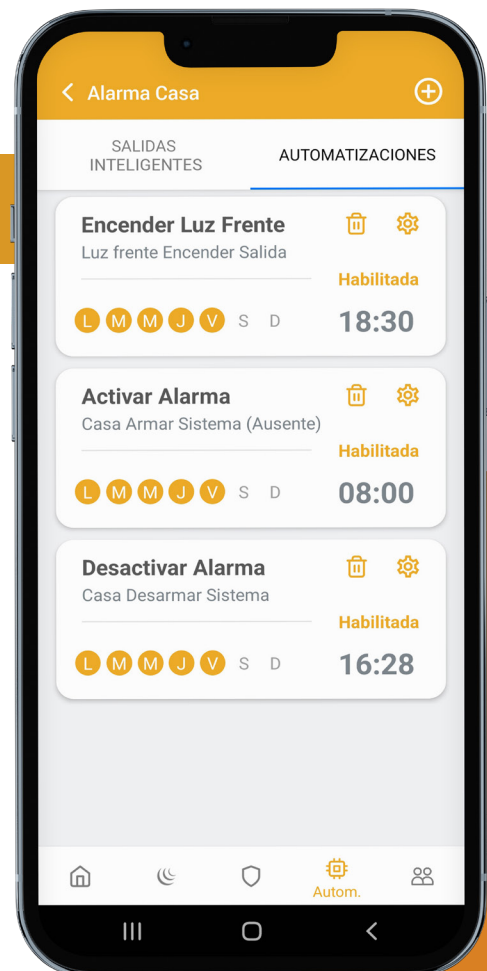 Alarma Casa
SALIDAS
INTELIGENTES
AUTOMATIZACIONES
Encender Luz Frente
Luz frente Encender Salida
Habilitada
L M M J V S D
18:30
Activar Alarma
Casa Armar Sistema (Ausente)
Habilitada
L M M J V S D
08:00
Desactivar Alarma
Casa Desarmar Sistema
Habilitada
L M M J V S D
16:28
Autom.